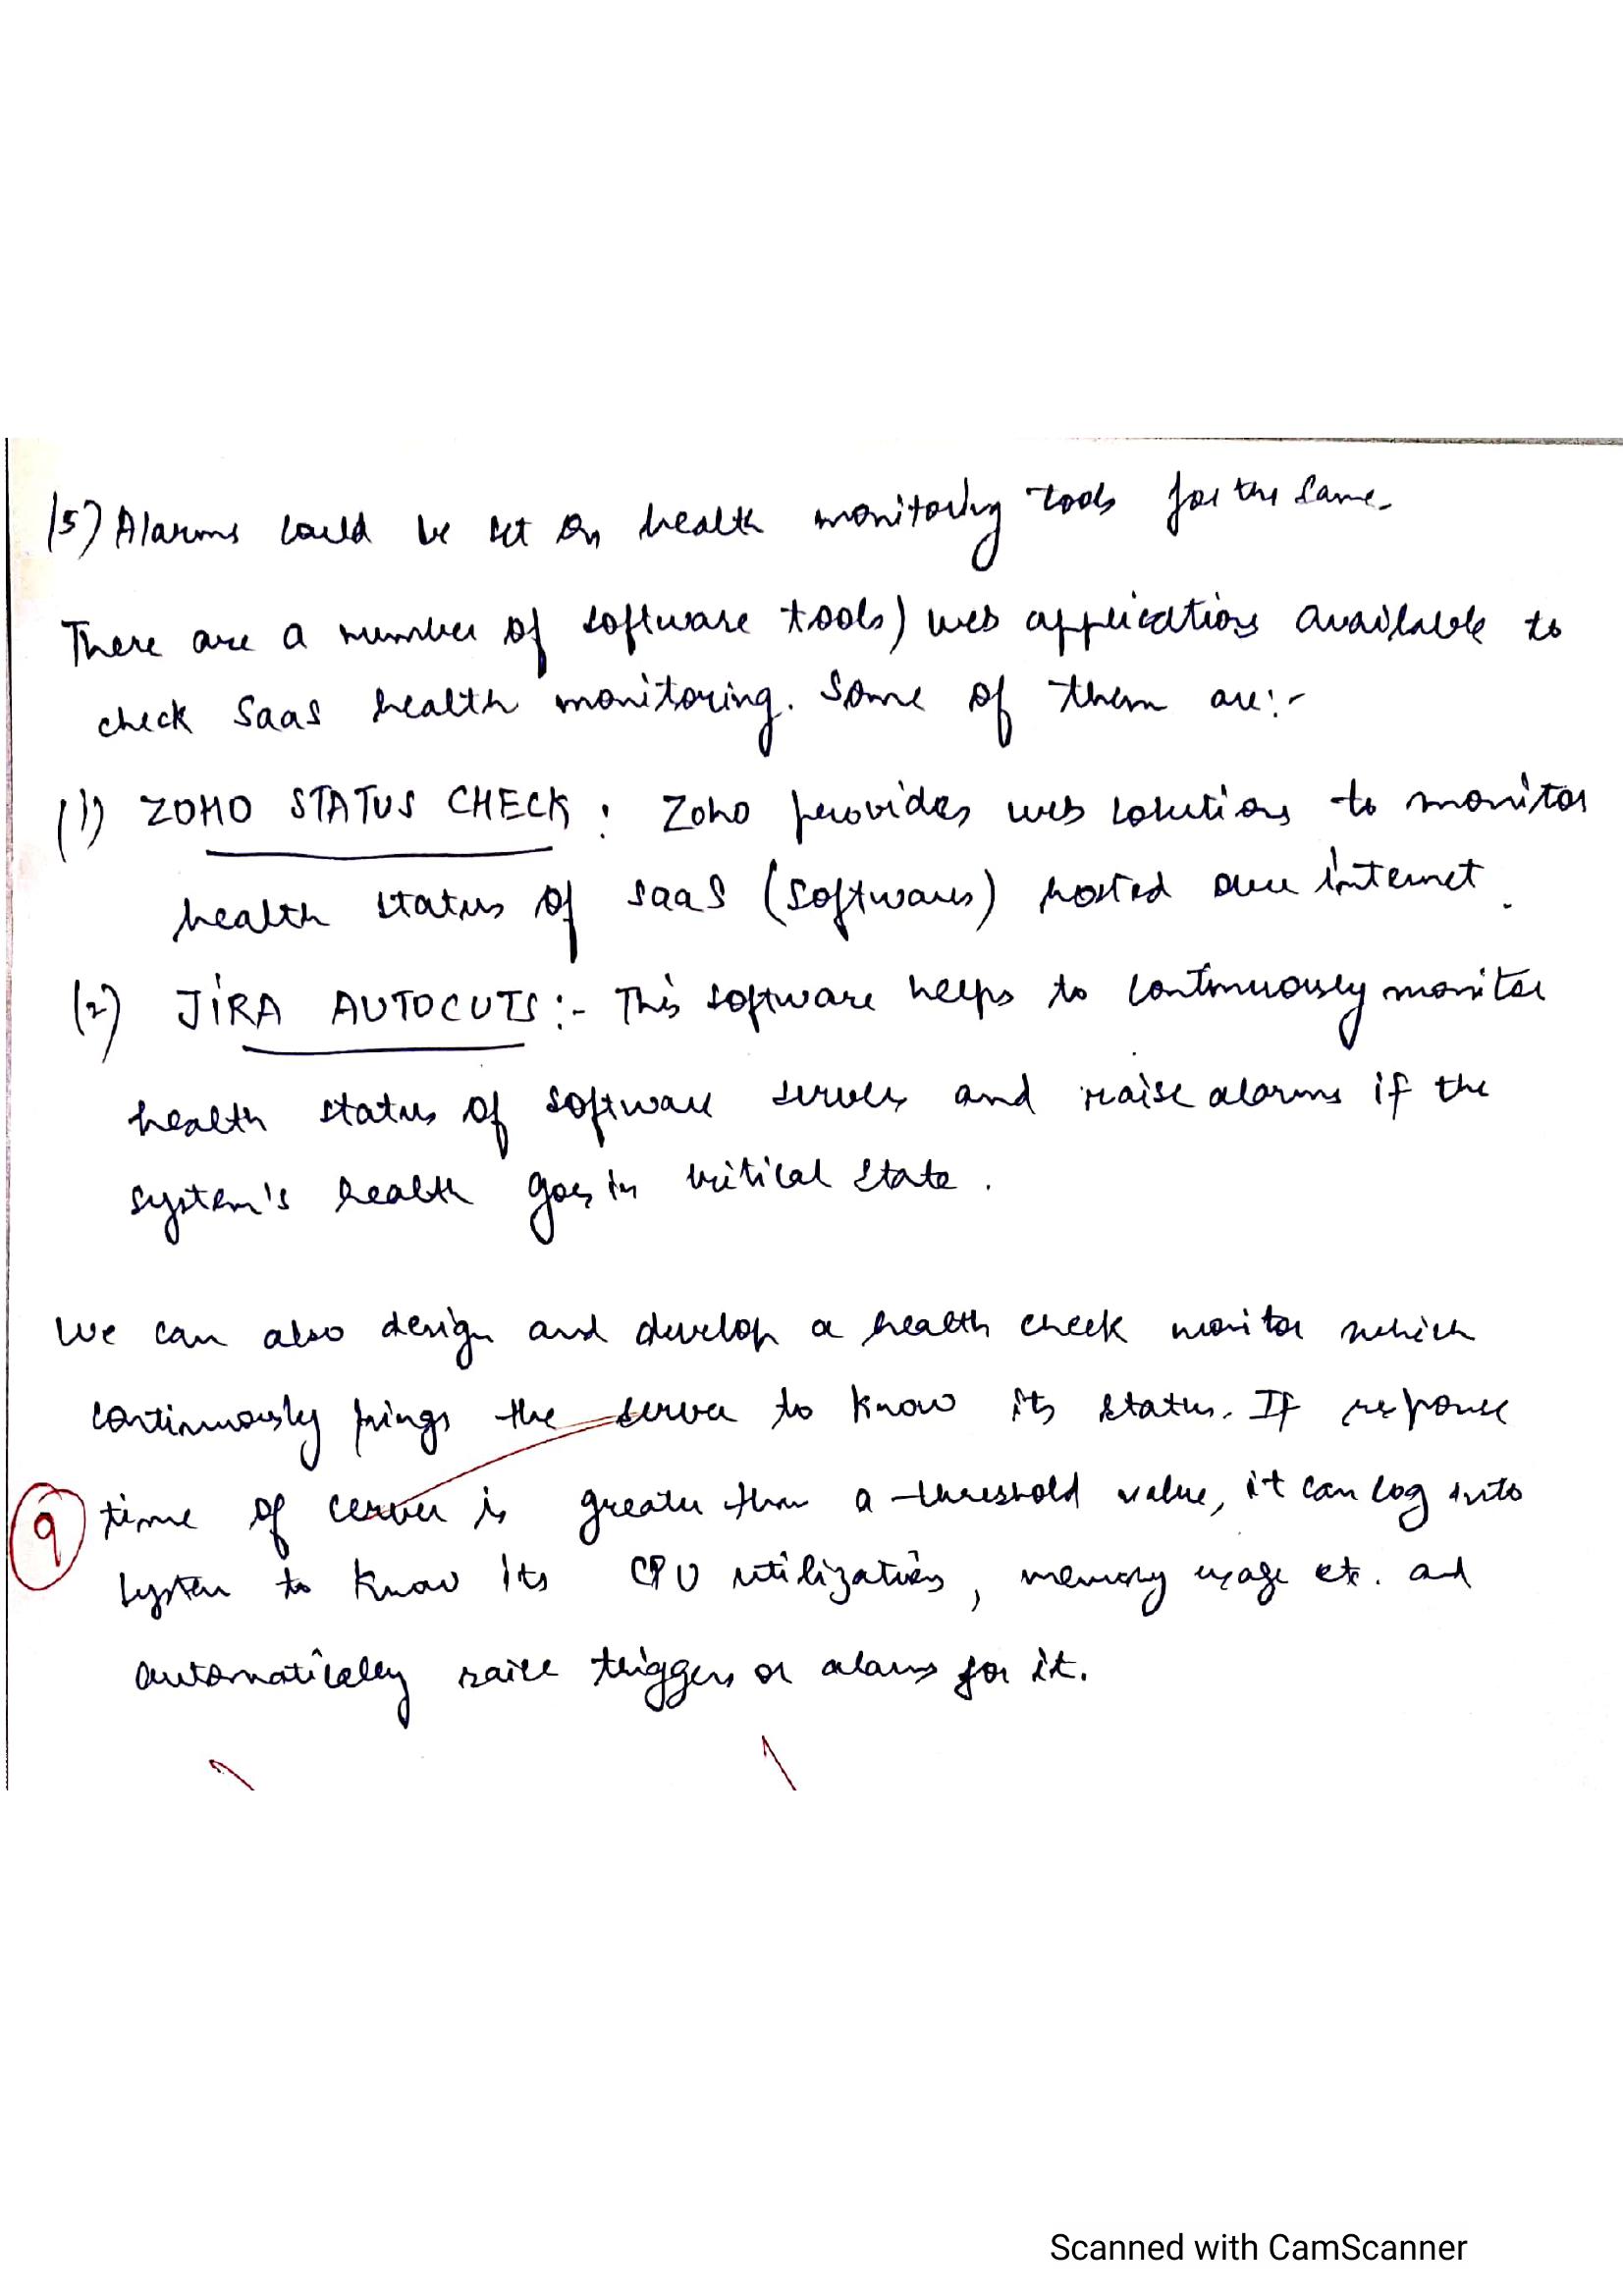 (5) Alarms could be set on health monitoring tools for the same.
There are a number of software tools) web applications available to
check SaaS health monitoring. Some of them are:-
(1) ZOHO STATUS CHECK : Zoho provides web solutions to monitor
health status of SaaS (softwares) hosted over internet.
(2) JIRA AUTOCUTS :- This software helps to continuously monitor
health status of software servers and raise alarms if the
system's health goes in critical state.
We can also design and develop a health check monitor which
continuously pings the server to know its status. If response
9 time of cerver is greater than a threshold value, it can log into
system to know its CPU utilization, memory usage etc. and
automatically raise triggers or alarms for it.
Scanned with CamScanner